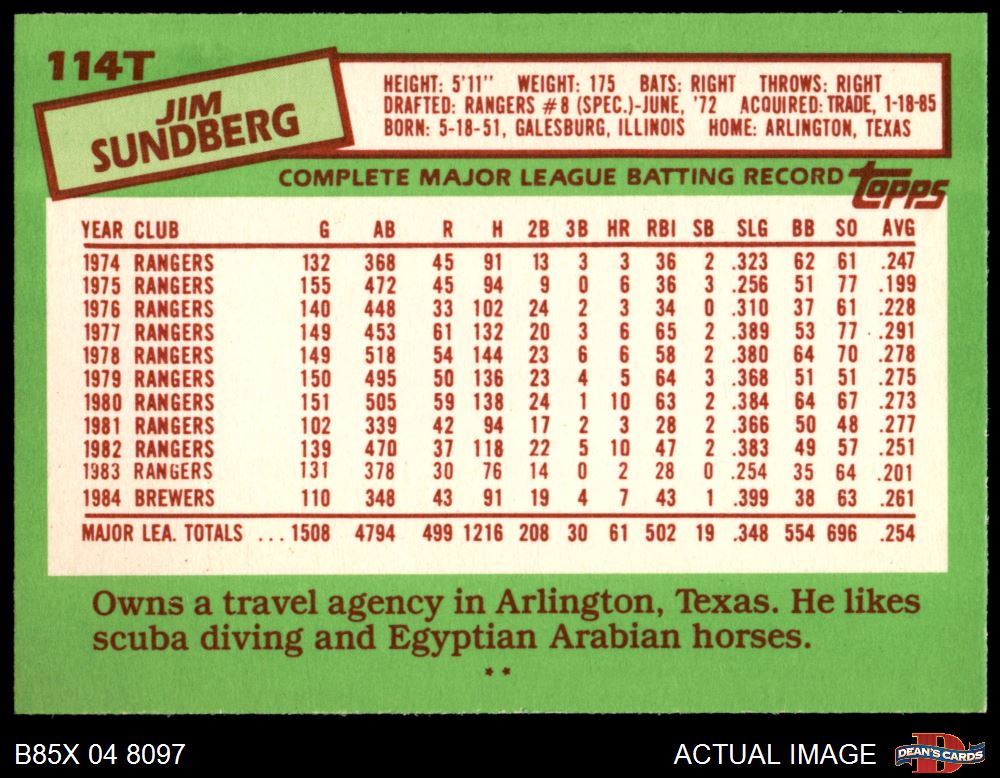 114T
JIM
SUNDBERG
HEIGHT: 5'11" WEIGHT: 175 BATS: RIGHT THROWS: RIGHT
DRAFTED: RANGERS #8 (SPEC.)-JUNE, '72 ACQUIRED: TRADE, 1-18-85
BORN: 5-18-51, GALESBURG, ILLINOIS HOME: ARLINGTON, TEXAS
COMPLETE MAJOR LEAGUE BATTING RECORD topps
YEAR CLUB G AB R H 2B 3B HR RBI SB SLG BB SO AVG
1974 RANGERS 132 368 45 91 13 3 3 36 2 .323 62 61 .247
1975 RANGERS 155 472 45 94 9 0 6 36 3 .256 51 77 .199
1976 RANGERS 140 448 33 102 24 2 3 34 0 .310 37 61 .228
1977 RANGERS 149 453 61 132 20 3 6 65 2 .389 53 77 .291
1978 RANGERS 149 518 54 144 23 6 6 58 2 .380 64 70 .278
1979 RANGERS 150 495 50 136 23 4 5 64 3 .368 51 51 .275
1980 RANGERS 151 505 59 138 24 1 10 63 2 .384 64 67 .273
1981 RANGERS 102 339 42 94 17 2 3 28 2 .366 50 48 .277
1982 RANGERS 139 470 37 118 22 5 10 47 2 .383 49 57 .251
1983 RANGERS 131 378 30 76 14 0 2 28 0 .254 35 64 .201
1984 BREWERS 110 348 43 91 19 4 7 43 1 .399 38 63 .261
MAJOR LEA. TOTALS ...1508 4794 499 1216 208 30 61 502 19 .348 554 696 .254
Owns a travel agency in Arlington, Texas. He likes
scuba diving and Egyptian Arabian horses.
**
B85X 04 8097 ACTUAL IMAGE D DEAN'S CARDS